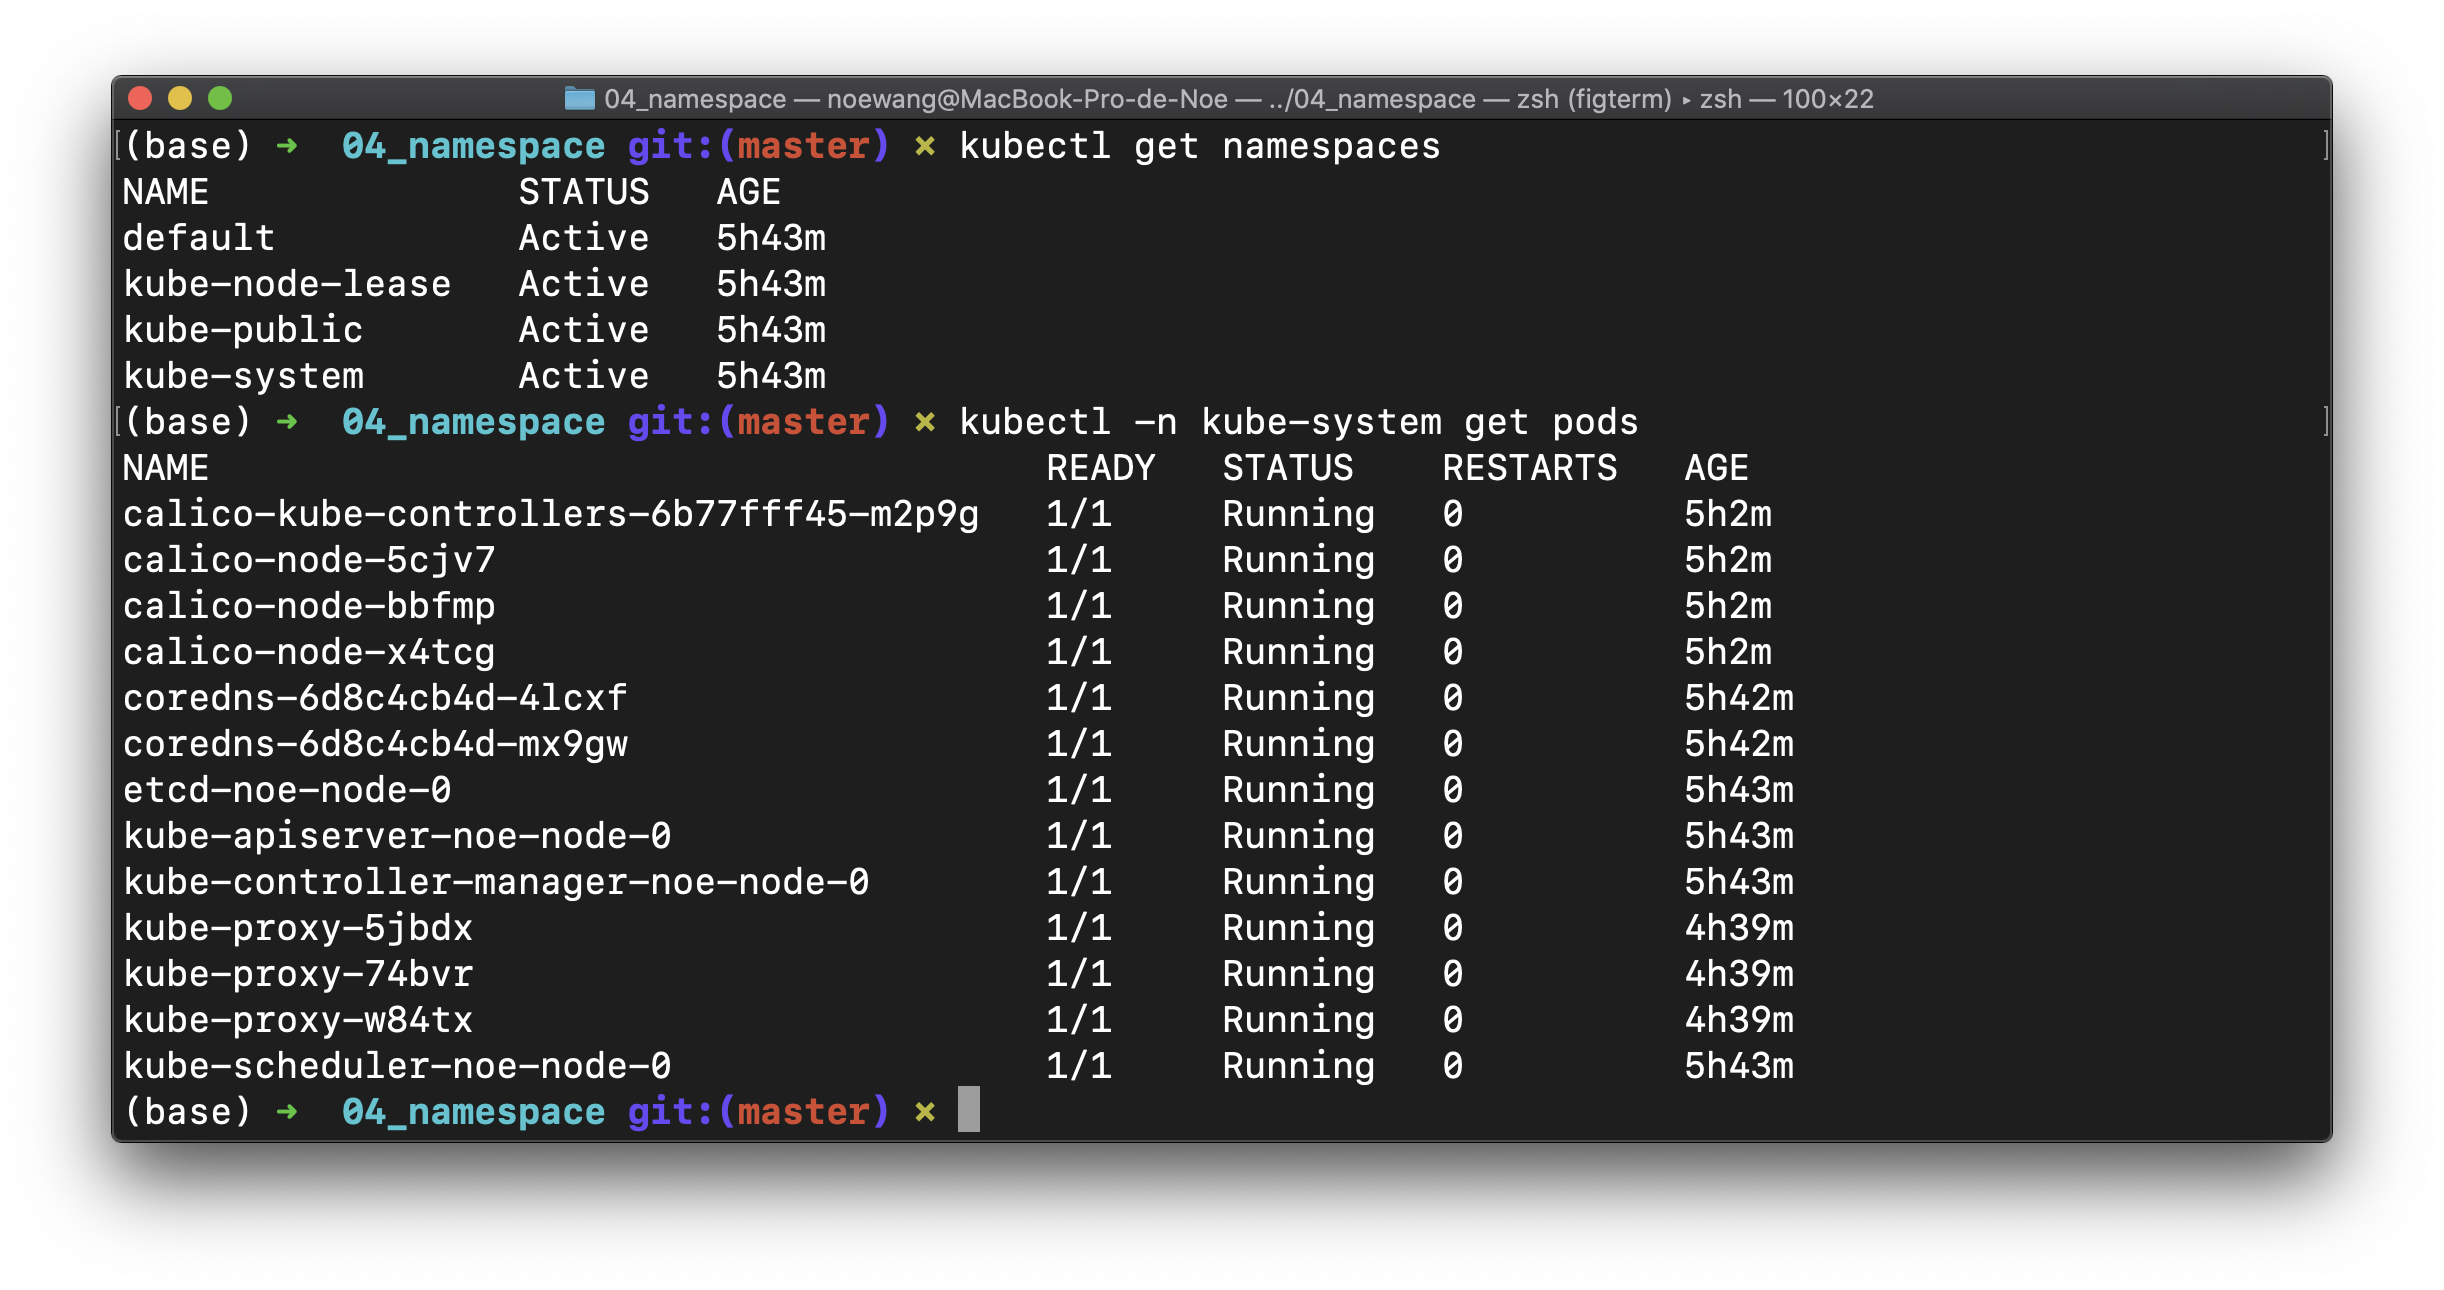 04_namespace — noewang@MacBook-Pro-de-Noe — ../04_namespace — zsh (figterm) ▸ zsh — 100×22
[(base) ➜  04_namespace git:(master) ✗ kubectl get namespaces ]
NAME              STATUS   AGE
default           Active   5h43m
kube-node-lease   Active   5h43m
kube-public       Active   5h43m
kube-system       Active   5h43m
[(base) ➜  04_namespace git:(master) ✗ kubectl -n kube-system get pods ]
NAME                                      READY   STATUS    RESTARTS   AGE
calico-kube-controllers-6b77fff45-m2p9g   1/1     Running   0          5h2m
calico-node-5cjv7                         1/1     Running   0          5h2m
calico-node-bbfmp                         1/1     Running   0          5h2m
calico-node-x4tcg                         1/1     Running   0          5h2m
coredns-6d8c4cb4d-4lcxf                   1/1     Running   0          5h42m
coredns-6d8c4cb4d-mx9gw                   1/1     Running   0          5h42m
etcd-noe-node-0                           1/1     Running   0          5h43m
kube-apiserver-noe-node-0                 1/1     Running   0          5h43m
kube-controller-manager-noe-node-0        1/1     Running   0          5h43m
kube-proxy-5jbdx                          1/1     Running   0          4h39m
kube-proxy-74bvr                          1/1     Running   0          4h39m
kube-proxy-w84tx                          1/1     Running   0          4h39m
kube-scheduler-noe-node-0                 1/1     Running   0          5h43m
(base) ➜  04_namespace git:(master) ✗